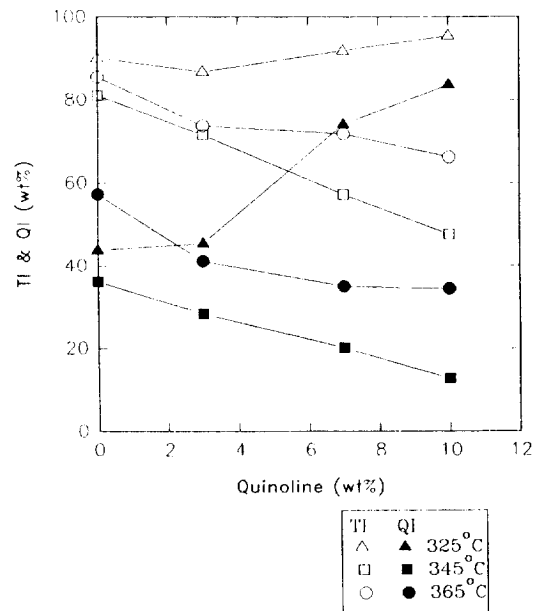 100
80
60
40
20
0
TI & QI (wt%)
0 2 4 6 8 10 12
Quinoline (wt%)
TI QI
△ ▲ 325°C
□ ■ 345°C
○ ● 365°C